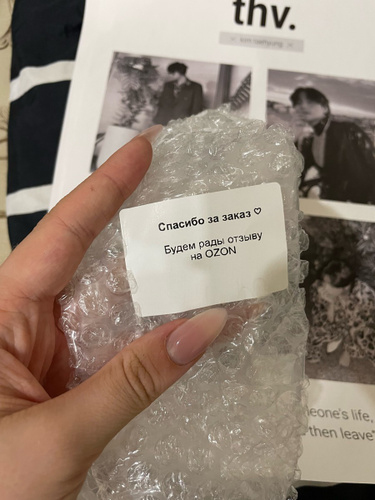 thv.
Спасибо за заказ ♡
Будем рады отзыву
на OZON
eone's life,
then leave"